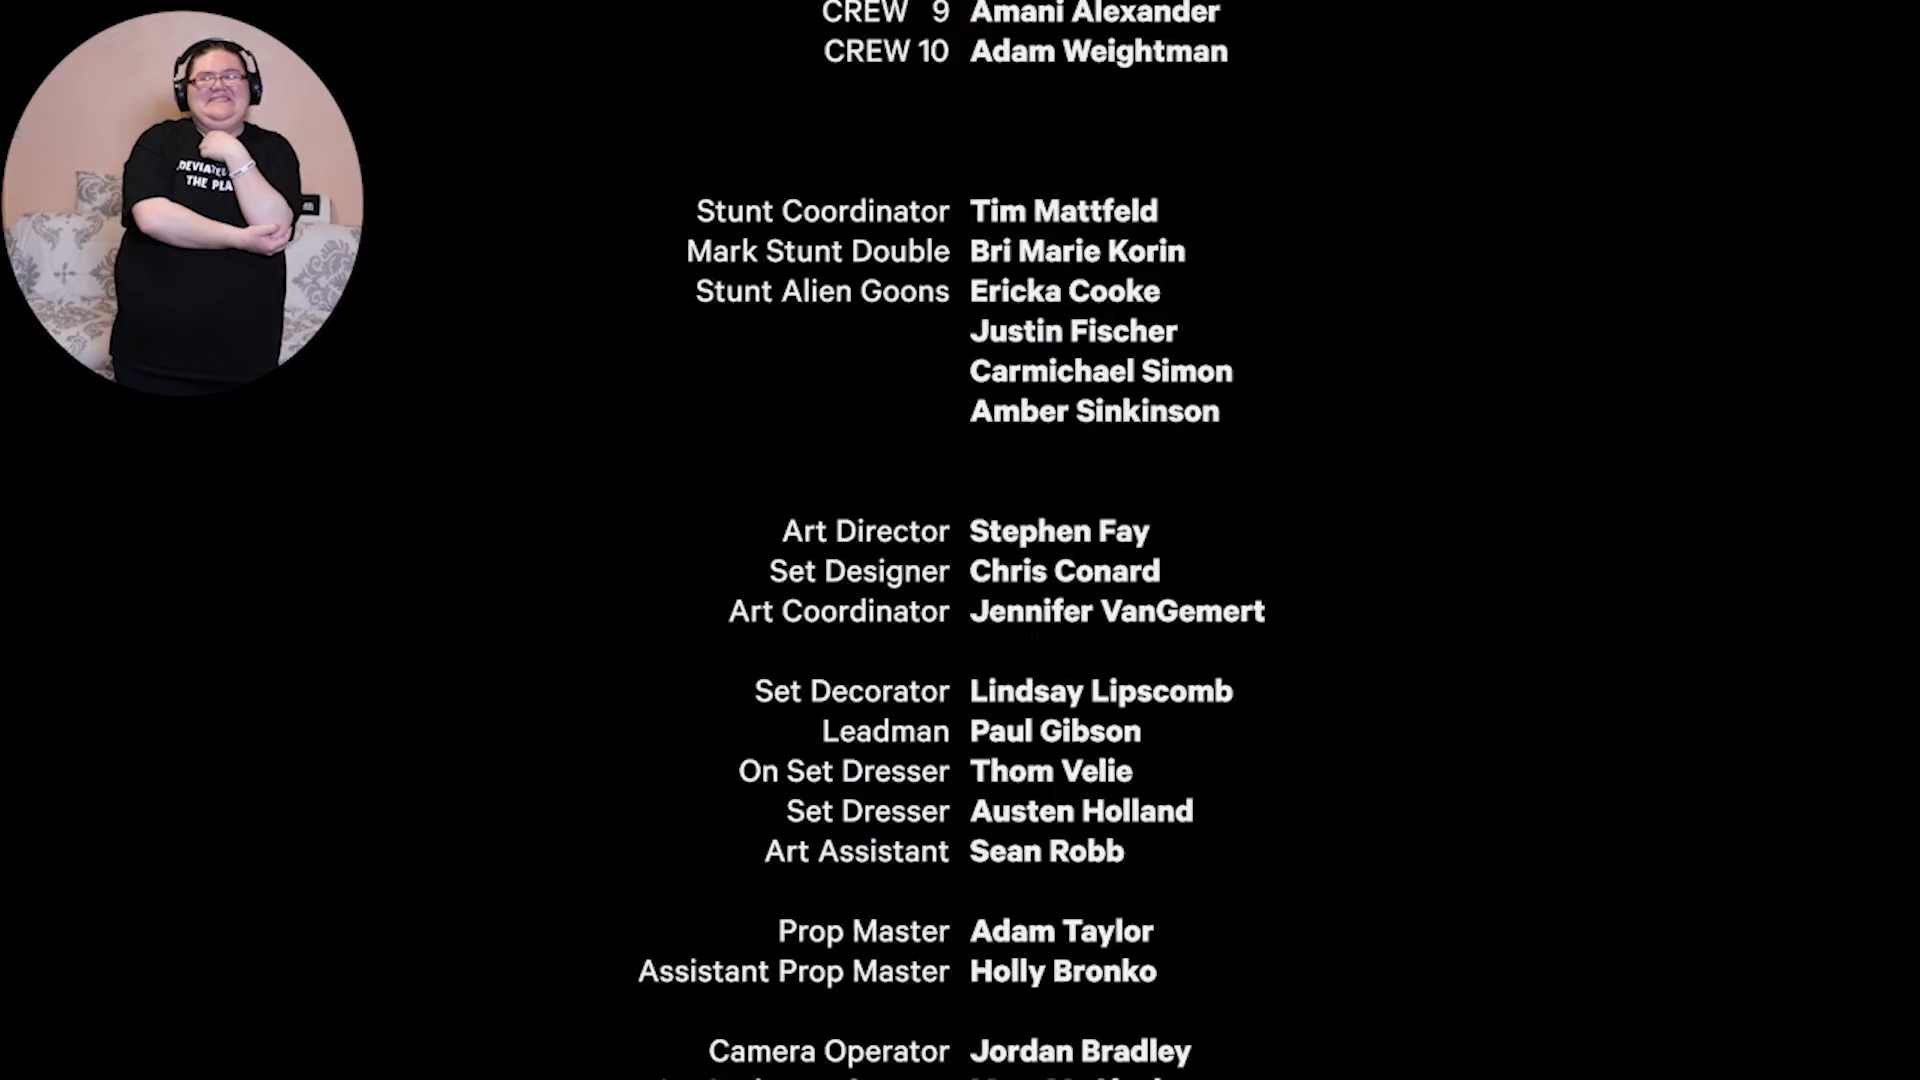 CREW 9 Amani Alexander
CREW 10 Adam Weightman
DEVIATED
THE PLA
Stunt Coordinator Tim Mattfeld
Mark Stunt Double Bri Marie Korin
Stunt Alien Goons Ericka Cooke
Justin Fischer
Carmichael Simon
Amber Sinkinson
Art Director Stephen Fay
Set Designer Chris Conard
Art Coordinator Jennifer VanGemert
Set Decorator Lindsay Lipscomb
Leadman Paul Gibson
On Set Dresser Thom Velie
Set Dresser Austen Holland
Art Assistant Sean Robb
Prop Master Adam Taylor
Assistant Prop Master Holly Bronko
Camera Operator Jordan Bradley